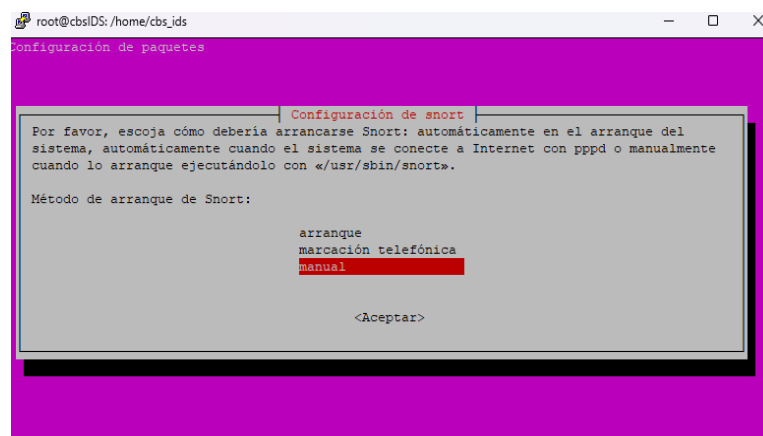 root@cbsIDS: /home/cbs_ids
Configuración de paquetes
Configuración de snort
Por favor, escoja cómo debería arrancarse Snort: automáticamente en el arranque del
sistema, automáticamente cuando el sistema se conecte a Internet con pppd o manualmente
cuando lo arranque ejecutándolo con «/usr/sbin/snort».
Método de arranque de Snort:
arranque
marcación telefónica
manual
<Aceptar>